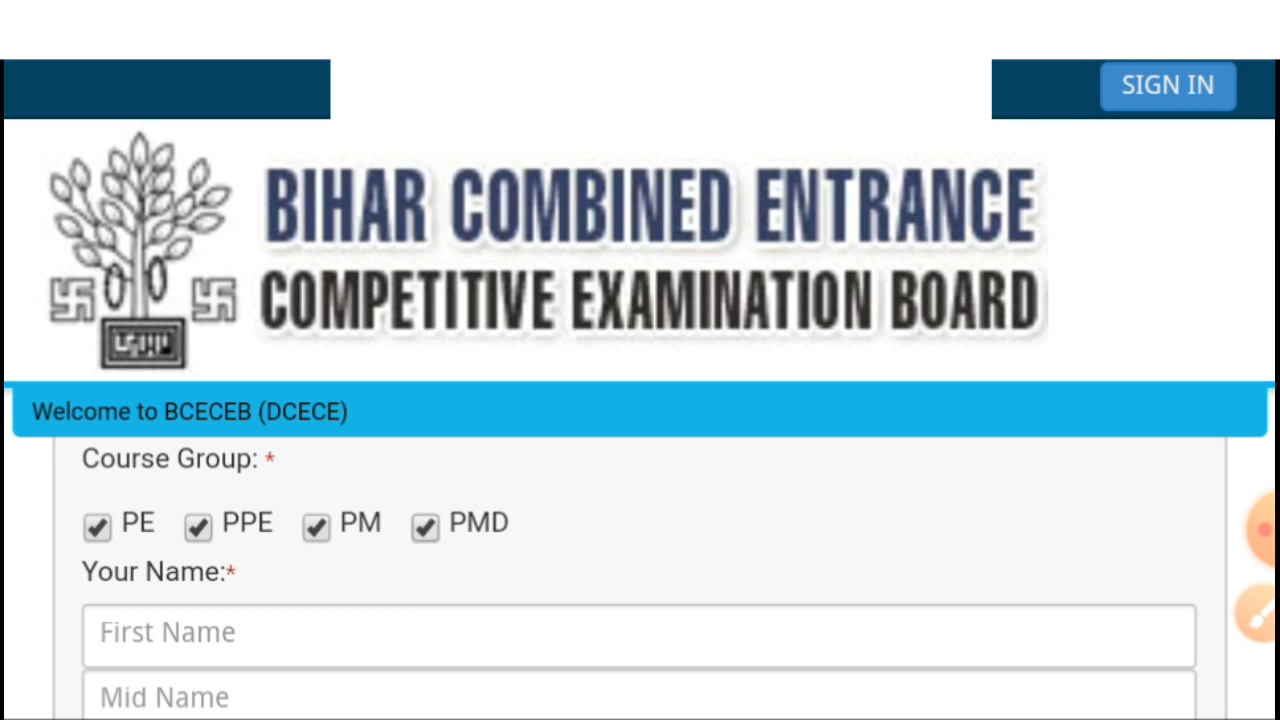 SIGN IN
BIHAR COMBINED ENTRANCE
COMPETITIVE EXAMINATION BOARD
Welcome to BCECEB (DCECE)
Course Group: *
PE PPE PM PMD
Your Name:*
First Name
Mid Name